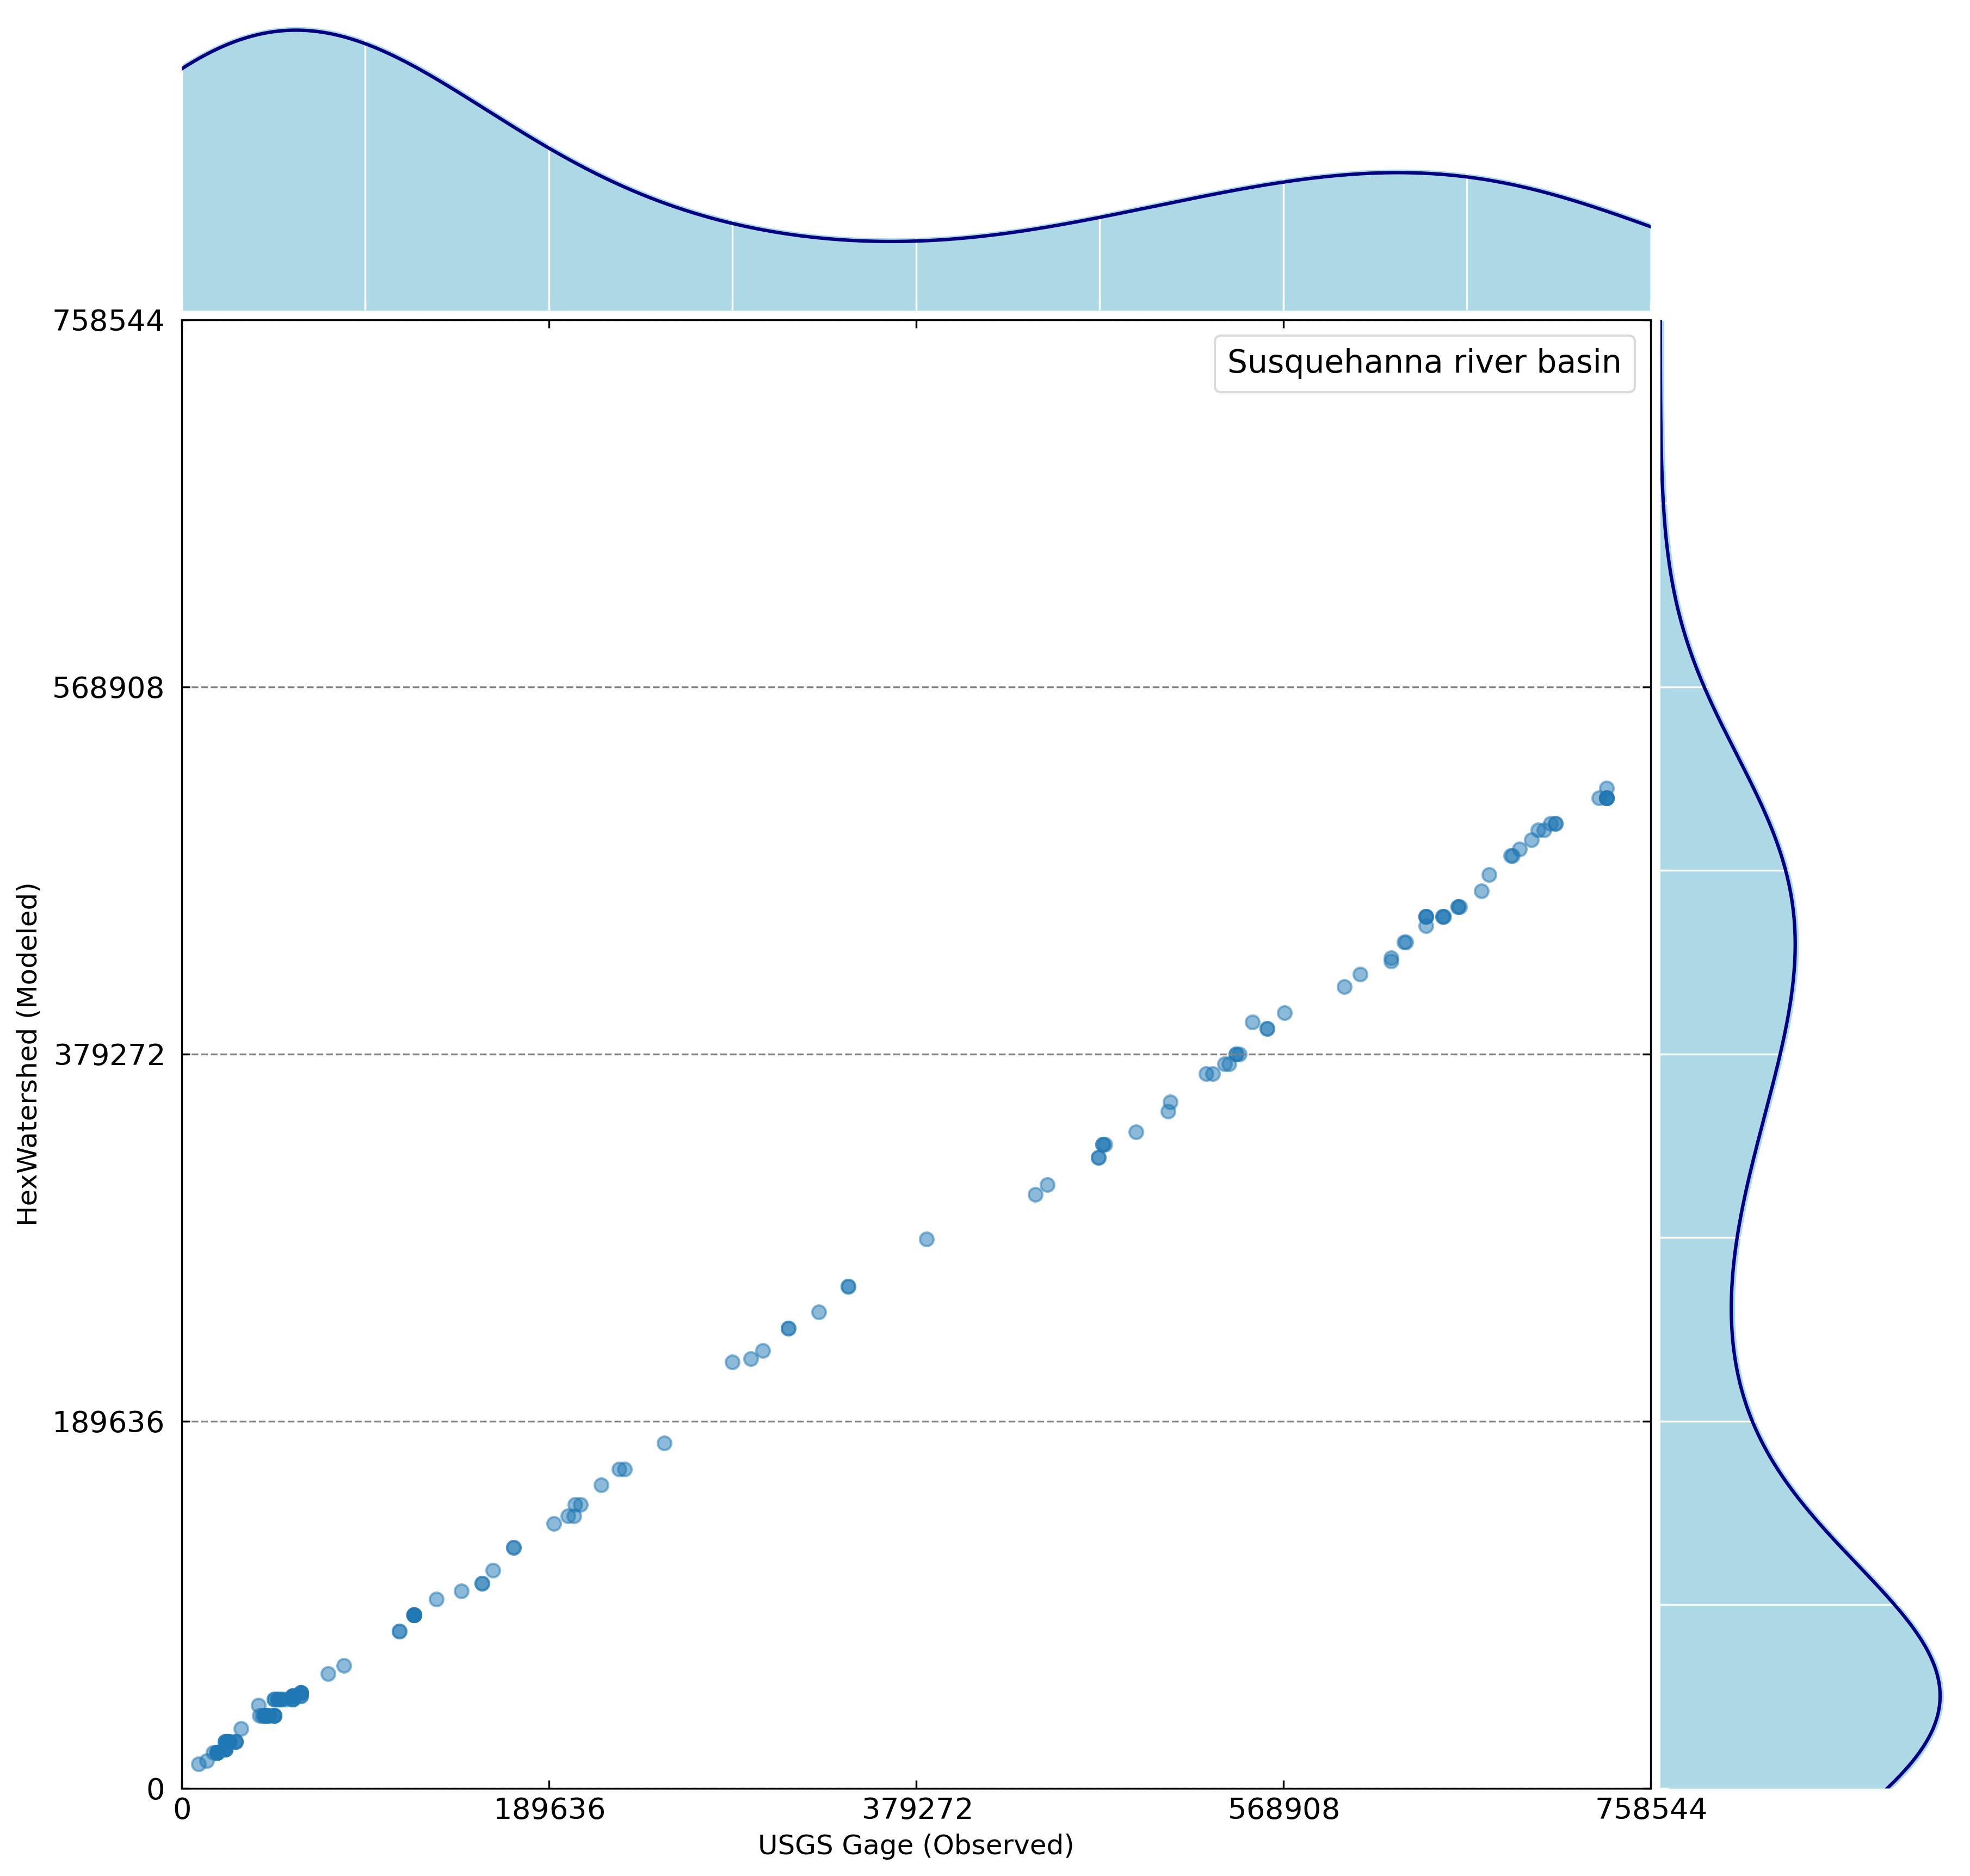 758544
Susquehanna river basin
568908
379272
HexWatershed (Modeled)
189636
0
0 189636 379272 568908 758544
USGS Gage (Observed)